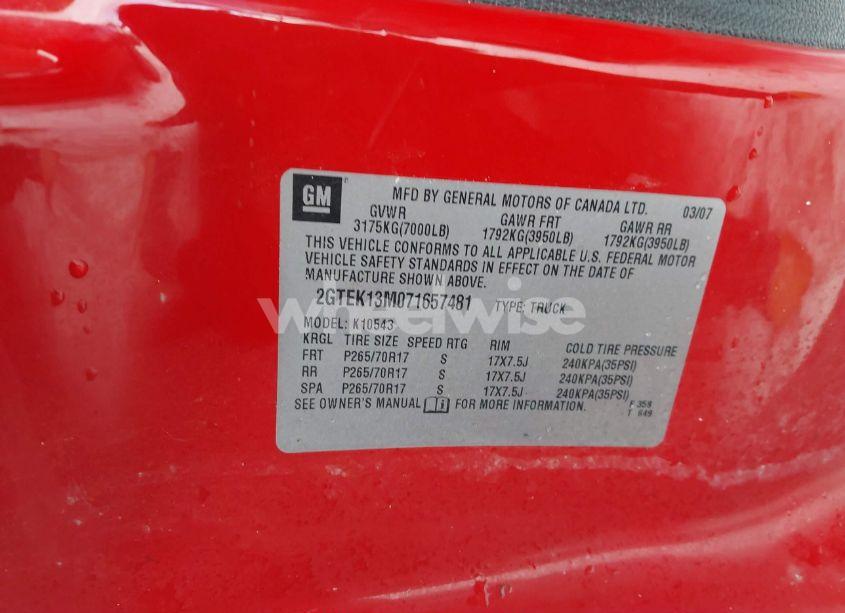 GM
MFD BY GENERAL MOTORS OF CANADA LTD. 03/07
GVWR GAWR FRT GAWR RR
3175KG(7000LB) 1792KG(3950LB) 1792KG(3950LB)
THIS VEHICLE CONFORMS TO ALL APPLICABLE U.S. FEDERAL MOTOR
VEHICLE SAFETY STANDARDS IN EFFECT ON THE DATE OF
MANUFACTURE SHOWN ABOVE.
2GTEK13M071657481 TYPE: TRUCK
wheelwise
MODEL: K10543
KRGL TIRE SIZE SPEED RTG RIM COLD TIRE PRESSURE
FRT P265/70R17 S 17X7.5J 240KPA(35PSI)
RR P265/70R17 S 17X7.5J 240KPA(35PSI)
SPA P265/70R17 S 17X7.5J 240KPA(35PSI)
SEE OWNER'S MANUAL FOR MORE INFORMATION. F 358
T 649